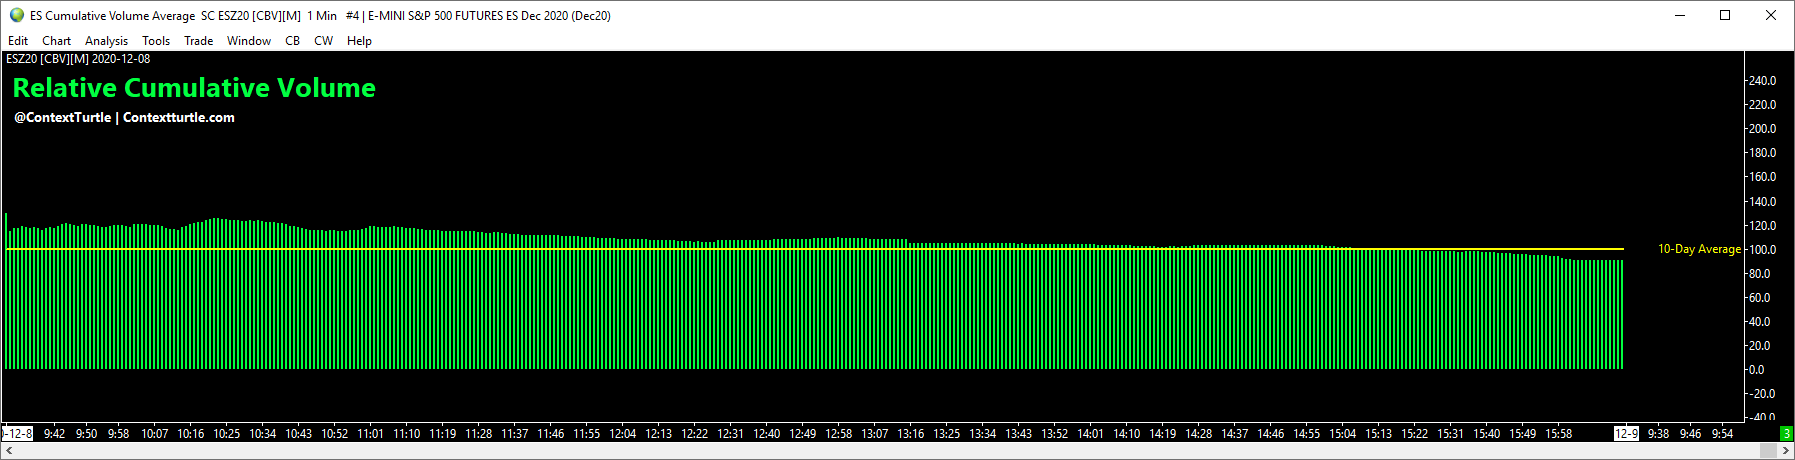 ES Cumulative Volume Average  SC ESZ20 [CBV][M]  1 Min   #4 | E-MINI S&P 500 FUTURES ES Dec 2020 (Dec20)
File Edit Chart Analysis Tools Trade Window CB CW Help
ESZ20 [CBV][M] 2020-12-08
Relative Cumulative Volume
@ContextTurtle | Contextturtle.com
240.0
220.0
200.0
180.0
160.0
140.0
120.0
10-Day Average 100.0
80.0
60.0
40.0
20.0
0.0
-20.0
-40.0
0-12-8 9:42 9:50 9:58 10:07 10:16 10:25 10:34 10:43 10:52 11:01 11:10 11:19 11:28 11:37 11:46 11:55 12:04 12:13 12:22 12:31 12:40 12:49 12:58 13:07 13:16 13:25 13:34 13:43 13:52 14:01 14:10 14:19 14:28 14:37 14:46 14:55 15:04 15:13 15:22 15:31 15:40 15:49 15:58 12-9 9:38 9:46 9:54 3